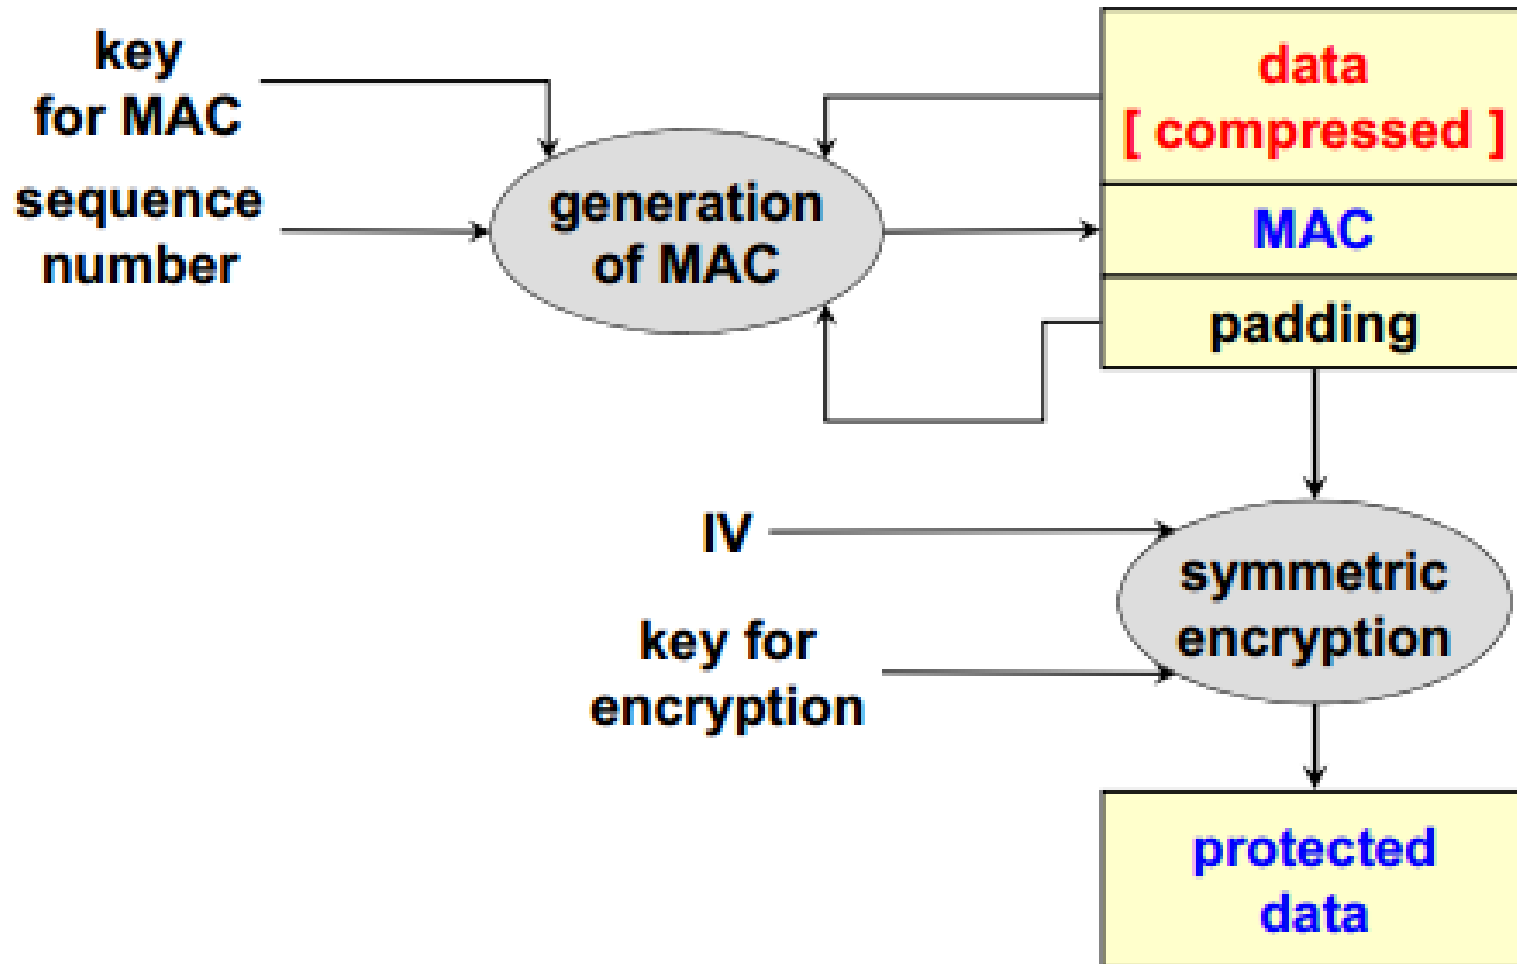 key
for MAC
sequence
number
generation
of MAC
data
[ compressed ]
MAC
padding
IV
key for
encryption
symmetric
encryption
protected
data